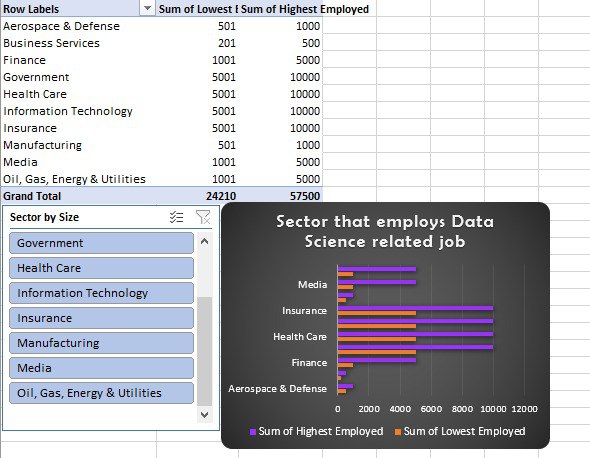 Row Labels Sum of Lowest E Sum of Highest Employed
Aerospace & Defense 501 1000
Business Services 201 500
Finance 1001 5000
Government 5001 10000
Health Care 5001 10000
Information Technology 5001 10000
Insurance 5001 10000
Manufacturing 501 1000
Media 1001 5000
Oil, Gas, Energy & Utilities 1001 5000
Grand Total 24210 57500
Sector by Size
Government
Health Care
Information Technology
Insurance
Manufacturing
Media
Oil, Gas, Energy & Utilities
Sector that employs Data
Science related job
Media
Insurance
Health Care
Finance
Aerospace & Defense
0 2000 4000 6000 8000 10000 12000
Sum of Highest Employed Sum of Lowest Employed